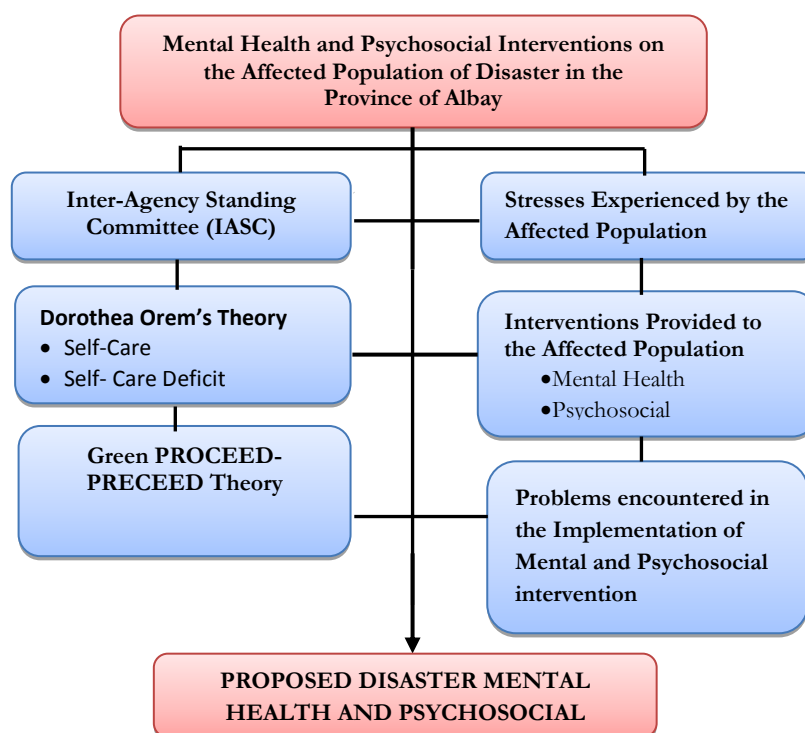 Mental Health and Psychosocial Interventions on
the Affected Population of Disaster in the
Province of Albay
Inter-Agency Standing
Committee (IASC)
Stresses Experienced by the
Affected Population
Dorothea Orem's Theory
• Self-Care
• Self- Care Deficit
Interventions Provided to
the Affected Population
•Mental Health
•Psychosocial
Green PROCEED-
PRECEED Theory
Problems encountered in
the Implementation of
Mental and Psychosocial
intervention
PROPOSED DISASTER MENTAL
HEALTH AND PSYCHOSOCIAL